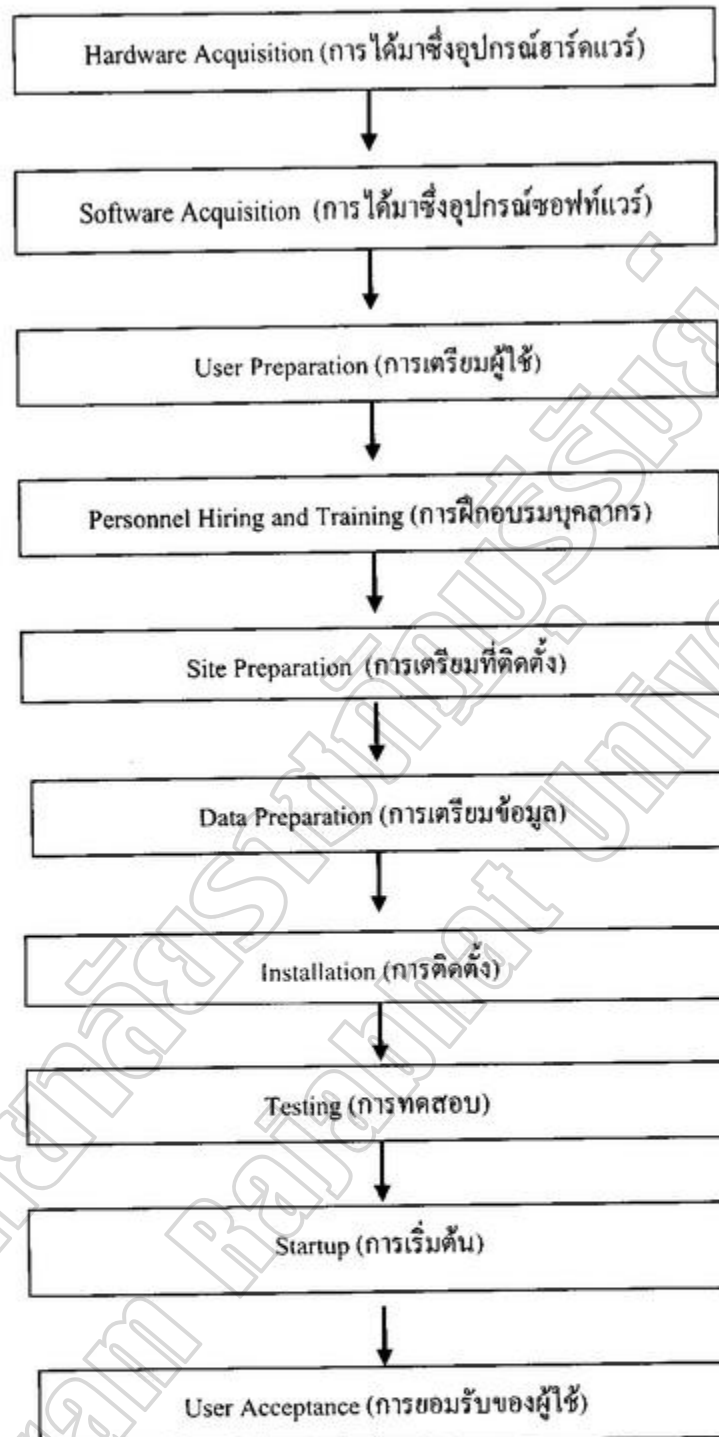 Hardware Acquisition (การได้มาซึ่งอุปกรณ์ฮาร์ดแวร์)
Software Acquisition (การได้มาซึ่งอุปกรณ์ซอฟท์แวร์)
User Preparation (การเตรียมผู้ใช้)
Personnel Hiring and Training (การฝึกอบรมบุคลากร)
Site Preparation (การเตรียมที่ติดตั้ง)
Data Preparation (การเตรียมข้อมูล)
Installation (การติดตั้ง)
Testing (การทดสอบ)
Startup (การเริ่มต้น)
User Acceptance (การยอมรับของผู้ใช้)